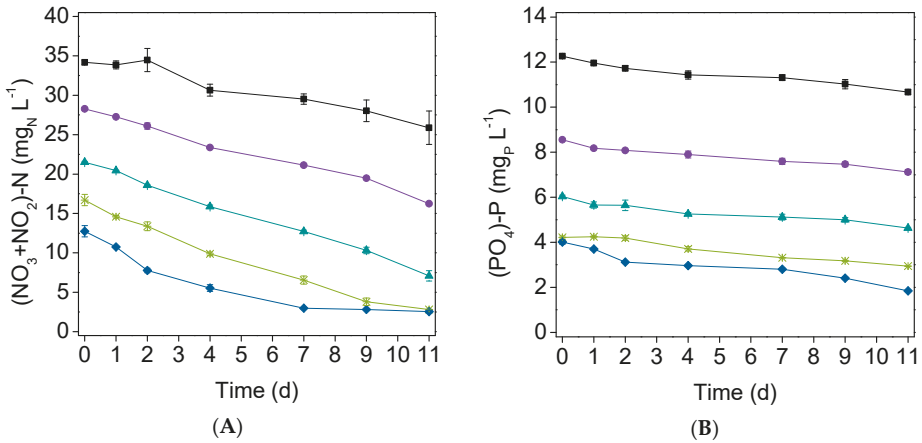 40
35
30
25
20
15
10
5
0
(NO3+NO2)-N (mgN L-1)
0 1 2 3 4 5 6 7 8 9 10 11
Time (d)
(A)
14
12
10
8
6
4
2
0
(PO4)-P (mgP L-1)
0 1 2 3 4 5 6 7 8 9 10 11
Time (d)
(B)